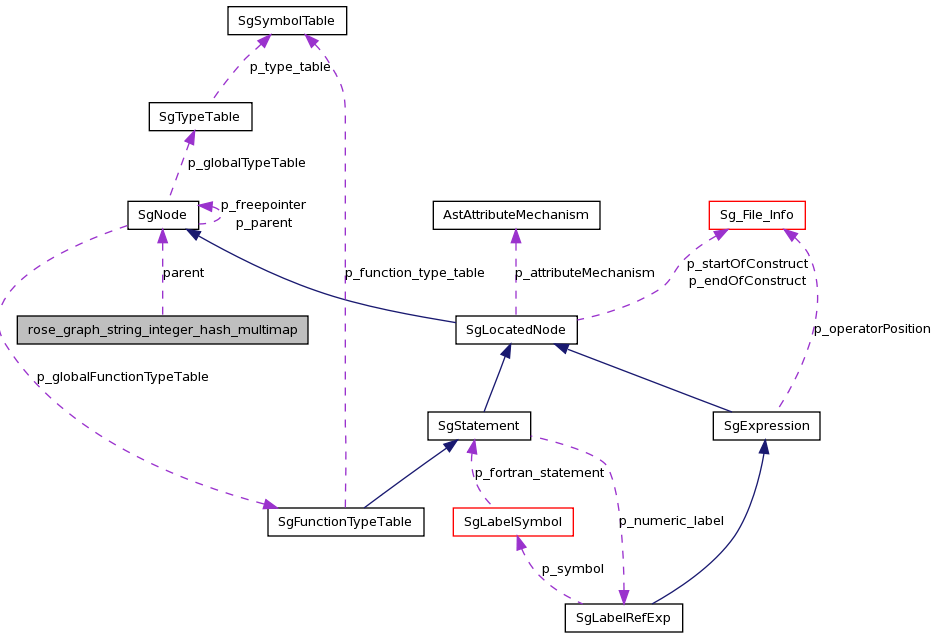 SgSymbolTable
p_type_table
SgTypeTable
p_globalTypeTable
SgNode
p_freepointer
p_parent
AstAttributeMechanism
Sg_File_Info
parent
p_function_type_table
p_attributeMechanism
p_startOfConstruct
p_endOfConstruct
rose_graph_string_integer_hash_multimap
SgLocatedNode
p_operatorPosition
p_globalFunctionTypeTable
SgStatement
SgExpression
p_fortran_statement
SgFunctionTypeTable
SgLabelSymbol
p_numeric_label
p_symbol
SgLabelRefExp